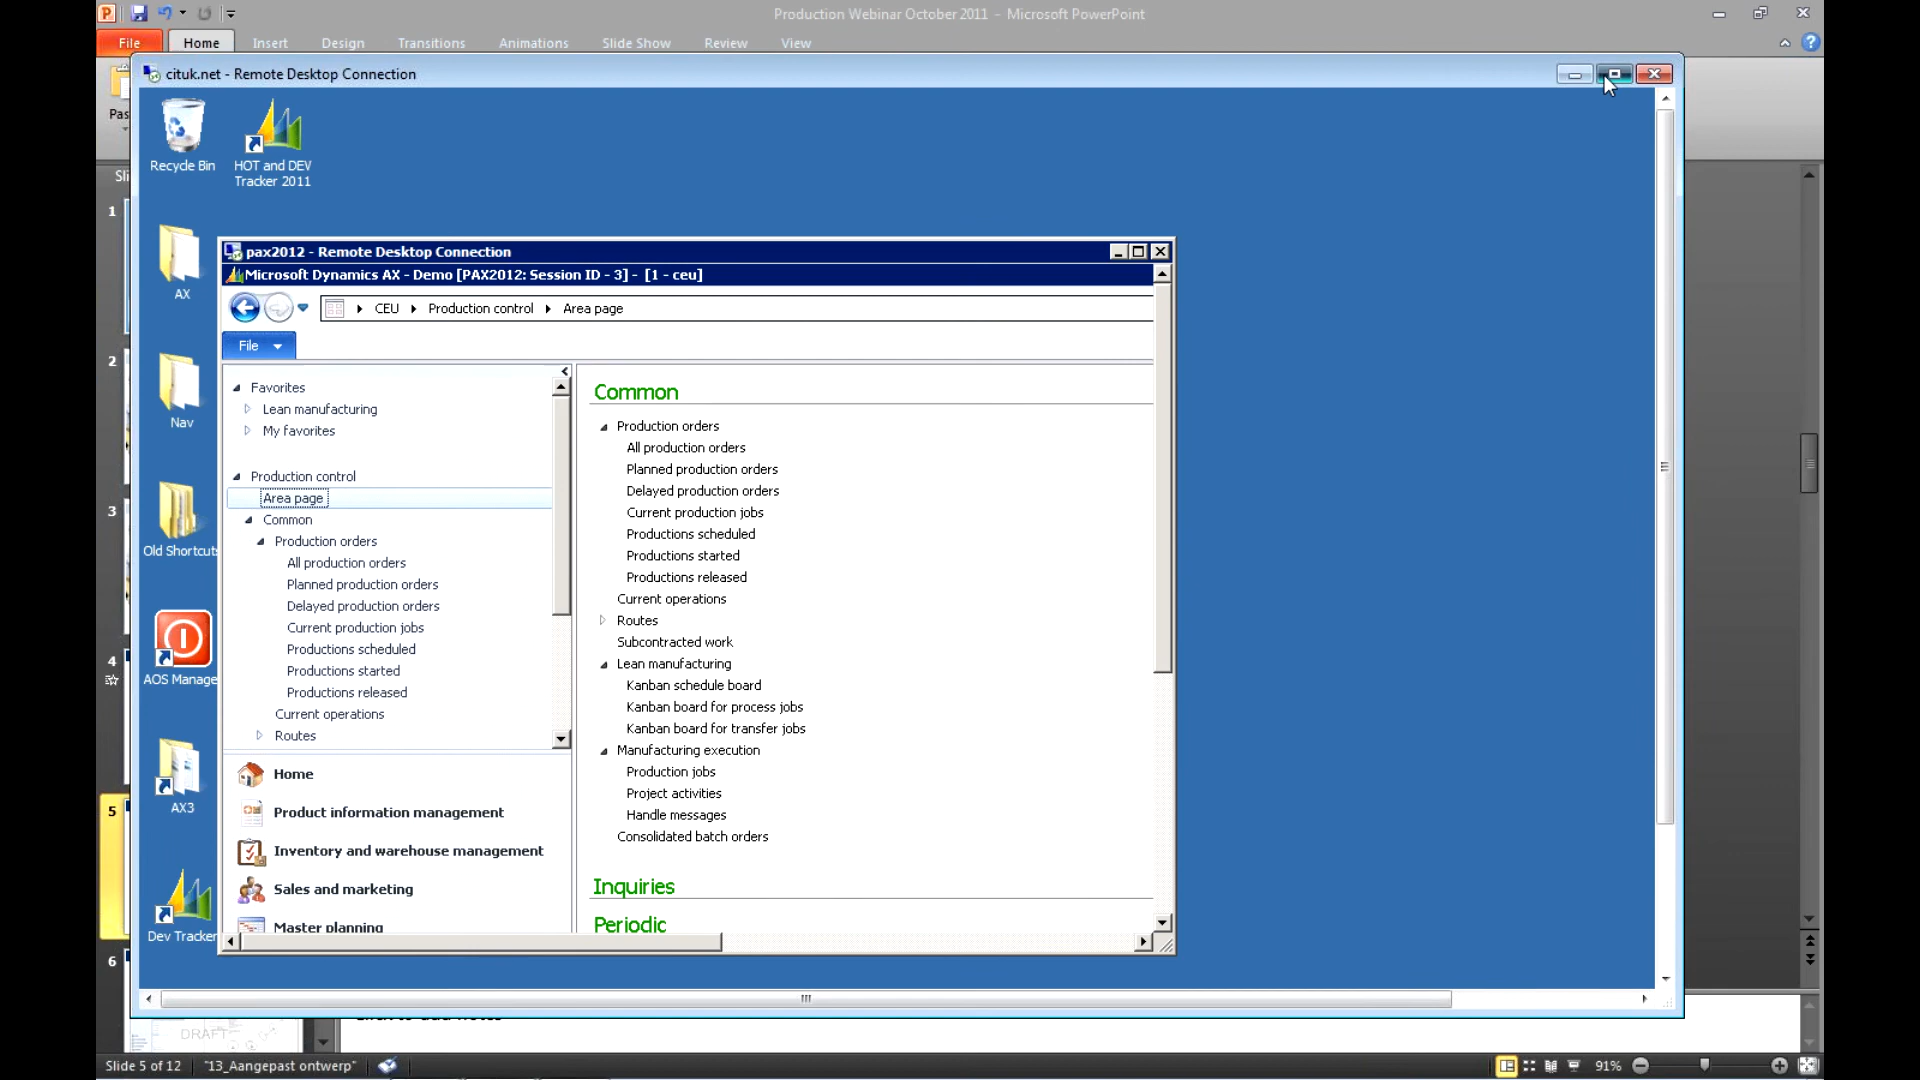 Production Webinar October 2011 - Microsoft PowerPoint
File Home Insert Design Transitions Animations Slide Show Review View
cituk.net - Remote Desktop Connection
Recycle Bin
HOT and DEV
Tracker 2011
AX
Nav
Old Shortcuts
AOS Manage
AX3
Dev Tracker
1
2
3
4
5
6
pax2012 - Remote Desktop Connection
Microsoft Dynamics AX - Demo [PAX2012: Session ID - 3] - [1 - ceu]
CEU Production control Area page
File
Favorites
Lean manufacturing
My favorites
Production control
Area page
Common
Production orders
All production orders
Planned production orders
Delayed production orders
Current production jobs
Productions scheduled
Productions started
Productions released
Current operations
Routes
Home
Product information management
Inventory and warehouse management
Sales and marketing
Master planning
Common
Production orders
All production orders
Planned production orders
Delayed production orders
Current production jobs
Productions scheduled
Productions started
Productions released
Current operations
Routes
Subcontracted work
Lean manufacturing
Kanban schedule board
Kanban board for process jobs
Kanban board for transfer jobs
Manufacturing execution
Production jobs
Project activities
Handle messages
Consolidated batch orders
Inquiries
Periodic
DRAFT
Slide 5 of 12 "13_Aangepast ontwerp" 91%